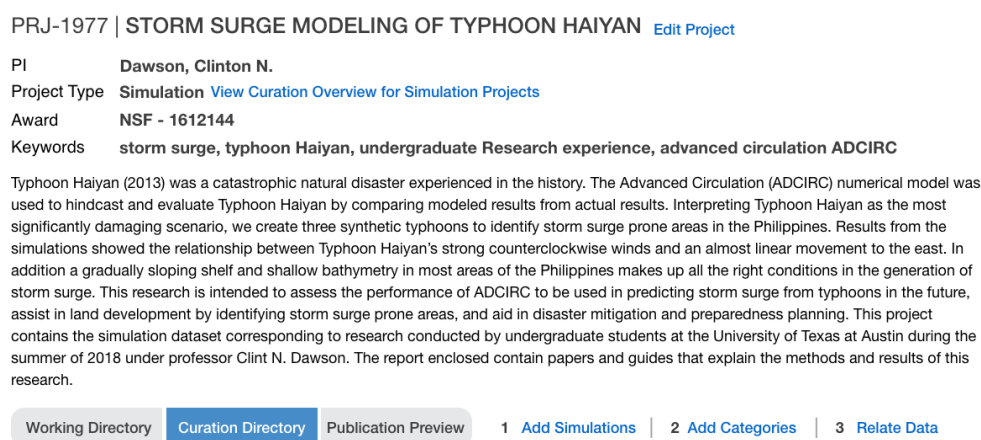 PRJ-1977 | STORM SURGE MODELING OF TYPHOON HAIYAN Edit Project
PI Dawson, Clinton N.
Project Type Simulation View Curation Overview for Simulation Projects
Award NSF - 1612144
Keywords storm surge, typhoon Haiyan, undergraduate Research experience, advanced circulation ADCIRC
Typhoon Haiyan (2013) was a catastrophic natural disaster experienced in the history. The Advanced Circulation (ADCIRC) numerical model was
used to hindcast and evaluate Typhoon Haiyan by comparing modeled results from actual results. Interpreting Typhoon Haiyan as the most
significantly damaging scenario, we create three synthetic typhoons to identify storm surge prone areas in the Philippines. Results from the
simulations showed the relationship between Typhoon Haiyan's strong counterclockwise winds and an almost linear movement to the east. In
addition a gradually sloping shelf and shallow bathymetry in most areas of the Philippines makes up all the right conditions in the generation of
storm surge. This research is intended to assess the performance of ADCIRC to be used in predicting storm surge from typhoons in the future,
assist in land development by identifying storm surge prone areas, and aid in disaster mitigation and preparedness planning. This project
contains the simulation dataset corresponding to research conducted by undergraduate students at the University of Texas at Austin during the
summer of 2018 under professor Clint N. Dawson. The report enclosed contain papers and guides that explain the methods and results of this
research.
Working Directory Curation Directory Publication Preview 1 Add Simulations | 2 Add Categories | 3 Relate Data